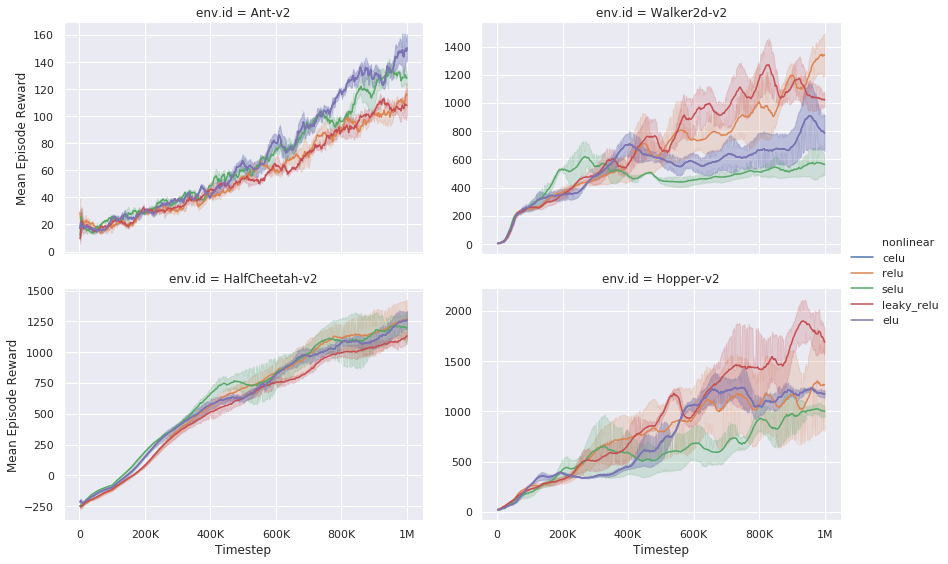 env.id = Ant-v2
env.id = Walker2d-v2
160
140
120
100
80
60
40
20
0
Mean Episode Reward
1400
1200
1000
800
600
400
200
0
env.id = HalfCheetah-v2
env.id = Hopper-v2
1500
1250
1000
750
500
250
0
−250
Mean Episode Reward
2000
1500
1000
500
0
0 200K 400K 600K 800K 1M
0 200K 400K 600K 800K 1M
Timestep
Timestep
nonlinear
celu
relu
selu
leaky_relu
elu